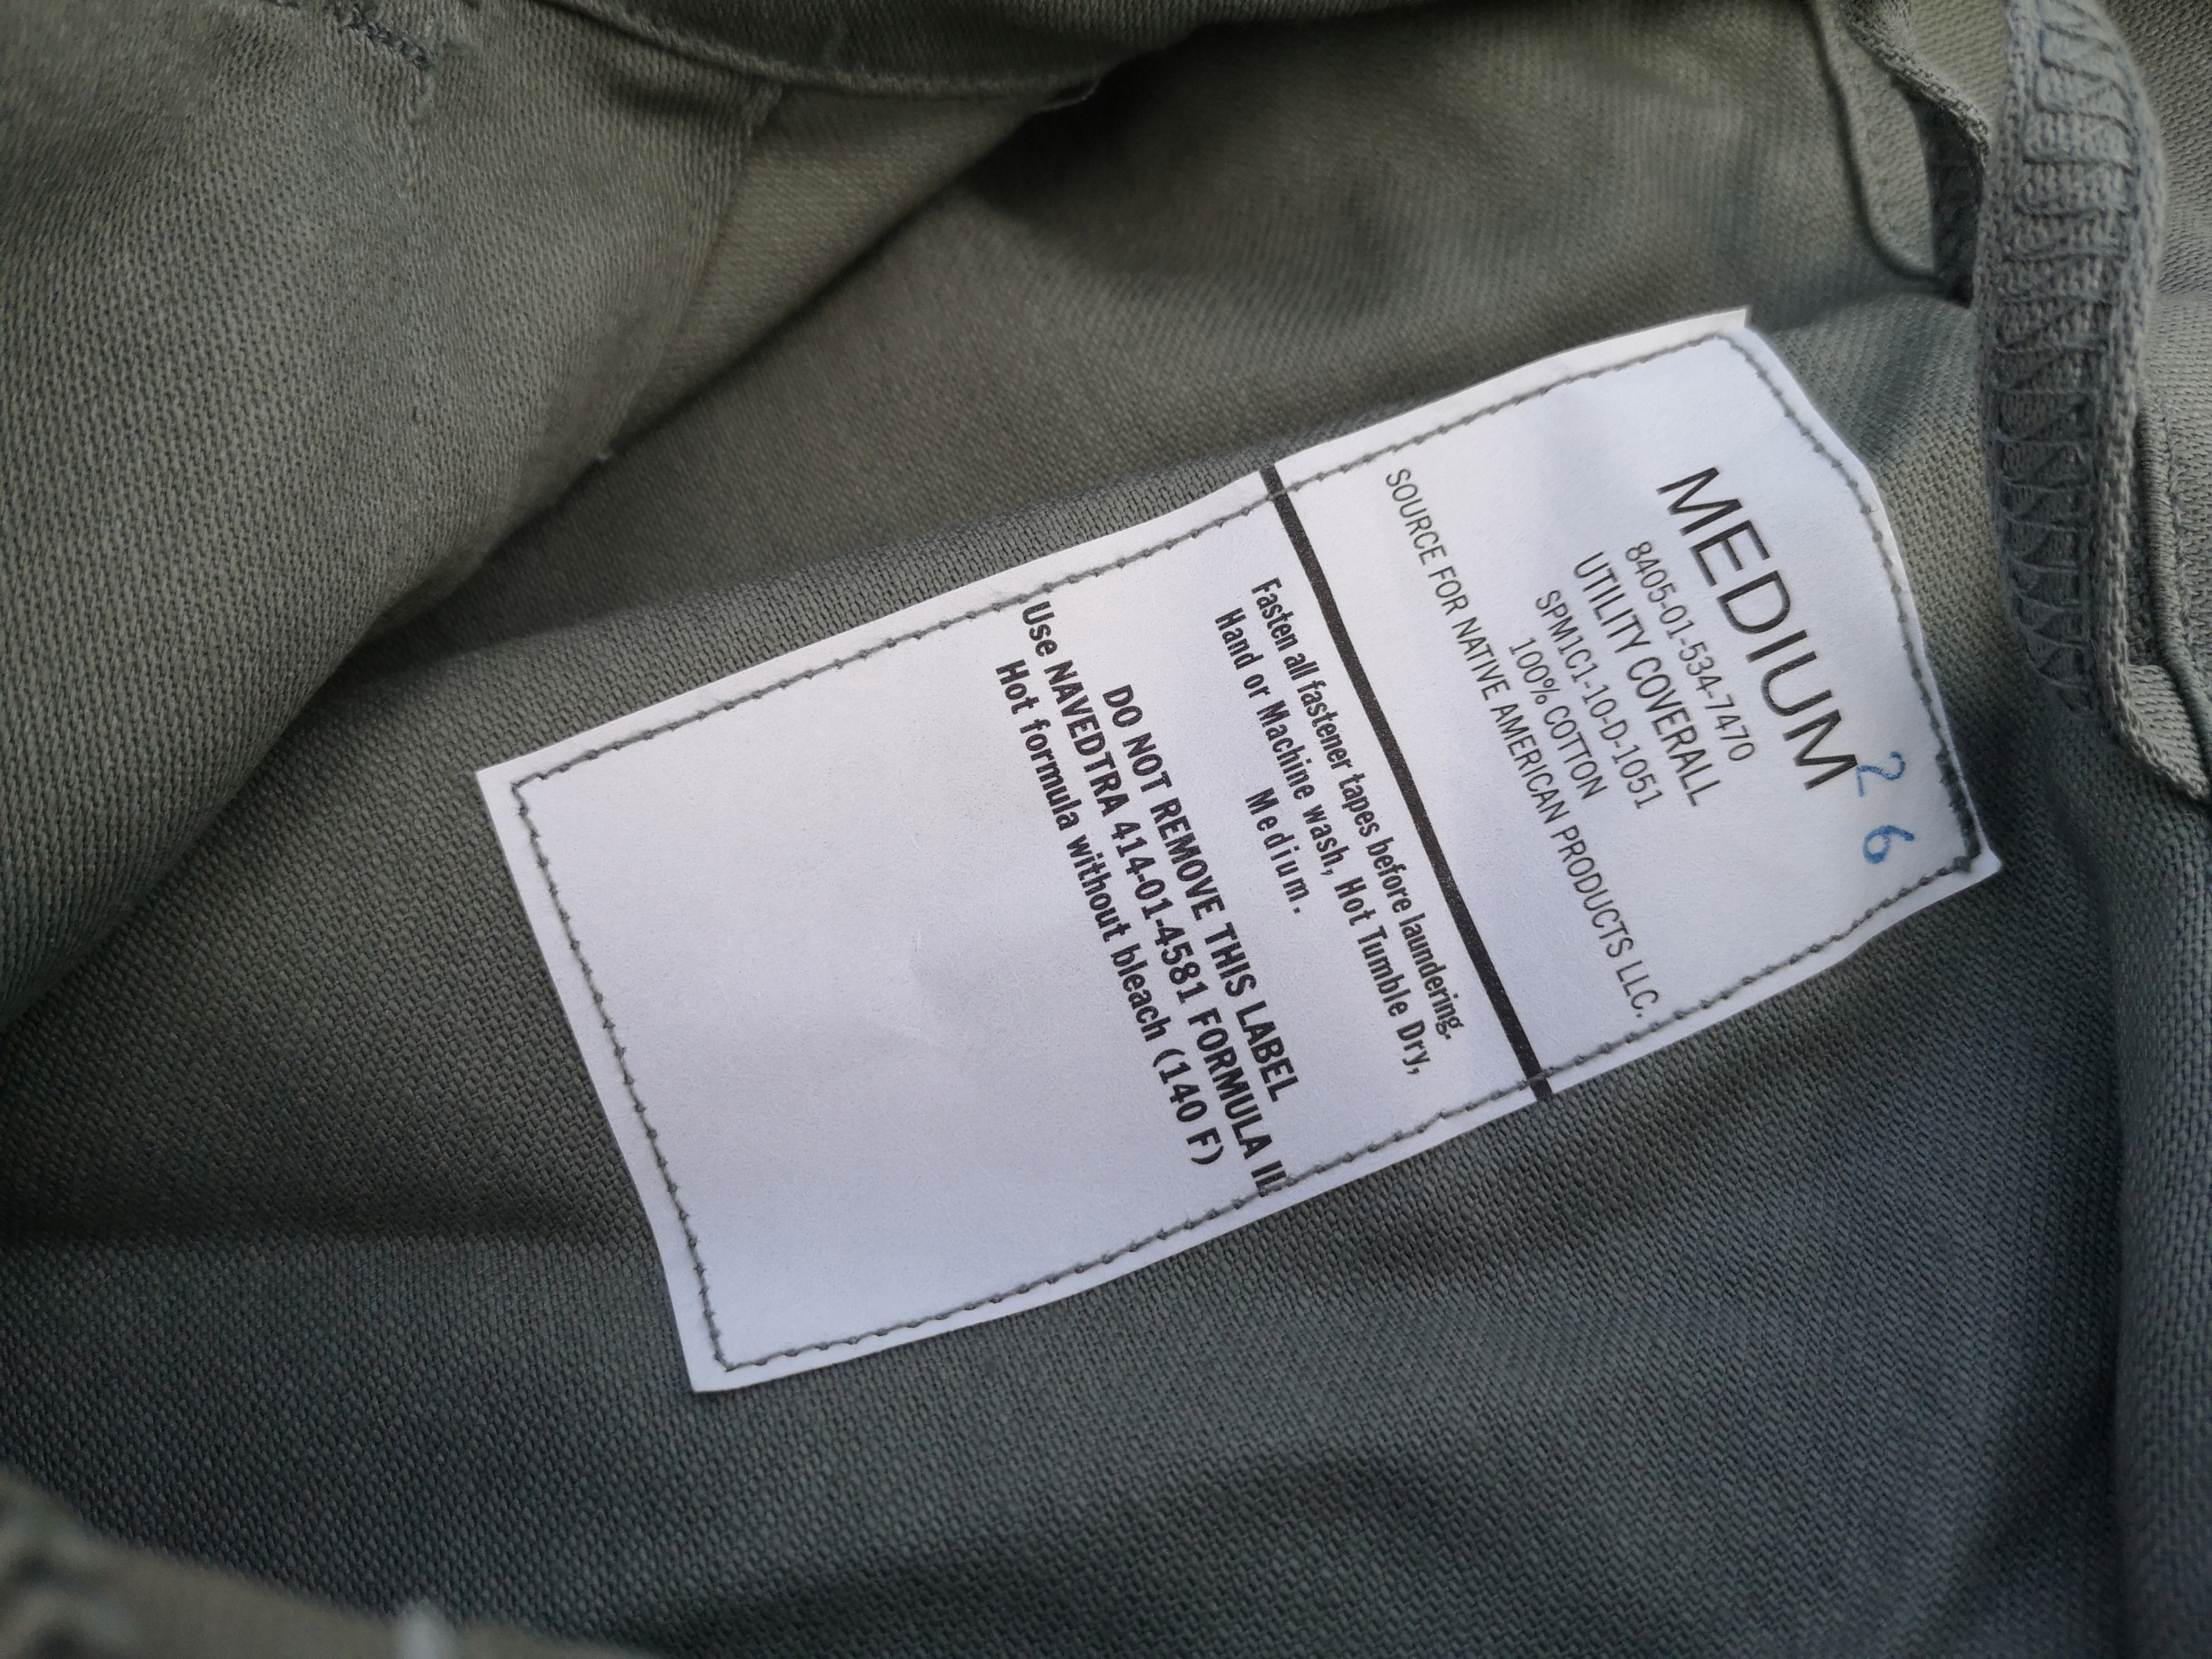 2 6
MEDIUM
8405-01-534-7470
UTILITY COVERALL
SPM1C1-10-D-1051
100% COTTON
SOURCE FOR NATIVE AMERICAN PRODUCTS LLC.
Fasten all fastener tapes before laundering.
Hand or Machine wash, Hot Tumble Dry,
Medium.
DO NOT REMOVE THIS LABEL
Use NAVEDTRA 414-01-4581 FORMULA II.
Hot formula without bleach (140 F)